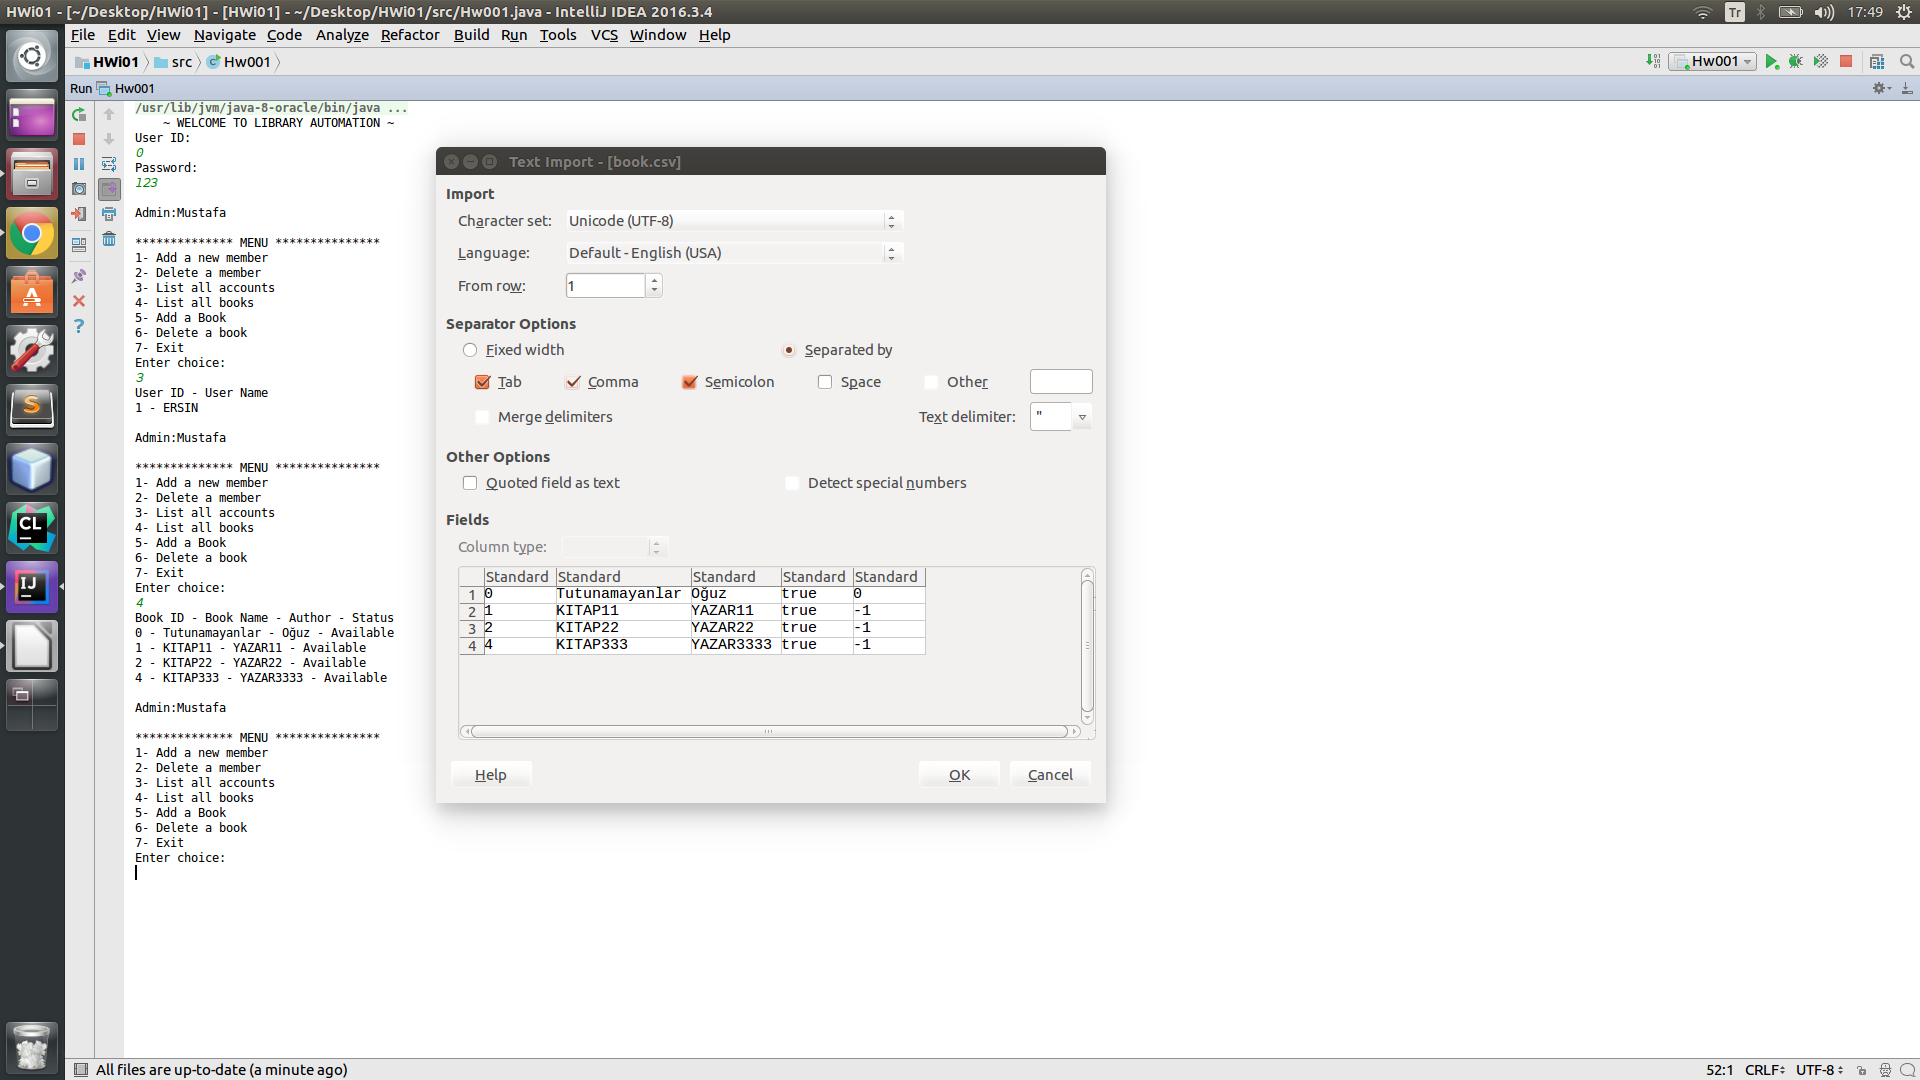 HWi01 - [~/Desktop/HWi01] - [HWi01] - ~/Desktop/HWi01/src/Hw001.java - IntelliJ IDEA 2016.3.4
Tr
17:49
File Edit View Navigate Code Analyze Refactor Build Run Tools VCS Window Help
HWi01 src Hw001
Hw001
Run Hw001
/usr/lib/jvm/java-8-oracle/bin/java ...
~ WELCOME TO LIBRARY AUTOMATION ~
User ID:
0
Password:
123
Admin:Mustafa
************** MENU ***************
1- Add a new member
2- Delete a member
3- List all accounts
4- List all books
5- Add a Book
6- Delete a book
7- Exit
Enter choice:
3
User ID - User Name
1 - ERSIN
Admin:Mustafa
************** MENU ***************
1- Add a new member
2- Delete a member
3- List all accounts
4- List all books
5- Add a Book
6- Delete a book
7- Exit
Enter choice:
4
Book ID - Book Name - Author - Status
0 - Tutunamayanlar - Oğuz - Available
1 - KITAP11 - YAZAR11 - Available
2 - KITAP22 - YAZAR22 - Available
4 - KITAP333 - YAZAR3333 - Available
Admin:Mustafa
************** MENU ***************
1- Add a new member
2- Delete a member
3- List all accounts
4- List all books
5- Add a Book
6- Delete a book
7- Exit
Enter choice:
Text Import - [book.csv]
Import
Character set: Unicode (UTF-8)
Language: Default - English (USA)
From row: 1
Separator Options
Fixed width Separated by
Tab Comma Semicolon Space Other
Merge delimiters Text delimiter: "
Other Options
Quoted field as text Detect special numbers
Fields
Column type:
Standard Standard Standard Standard Standard
1 0 Tutunamayanlar Oğuz true 0
2 1 KITAP11 YAZAR11 true -1
3 2 KITAP22 YAZAR22 true -1
4 4 KITAP333 YAZAR3333 true -1
Help OK Cancel
S
CL
IJ
All files are up-to-date (a minute ago)
52:1 CRLF UTF-8